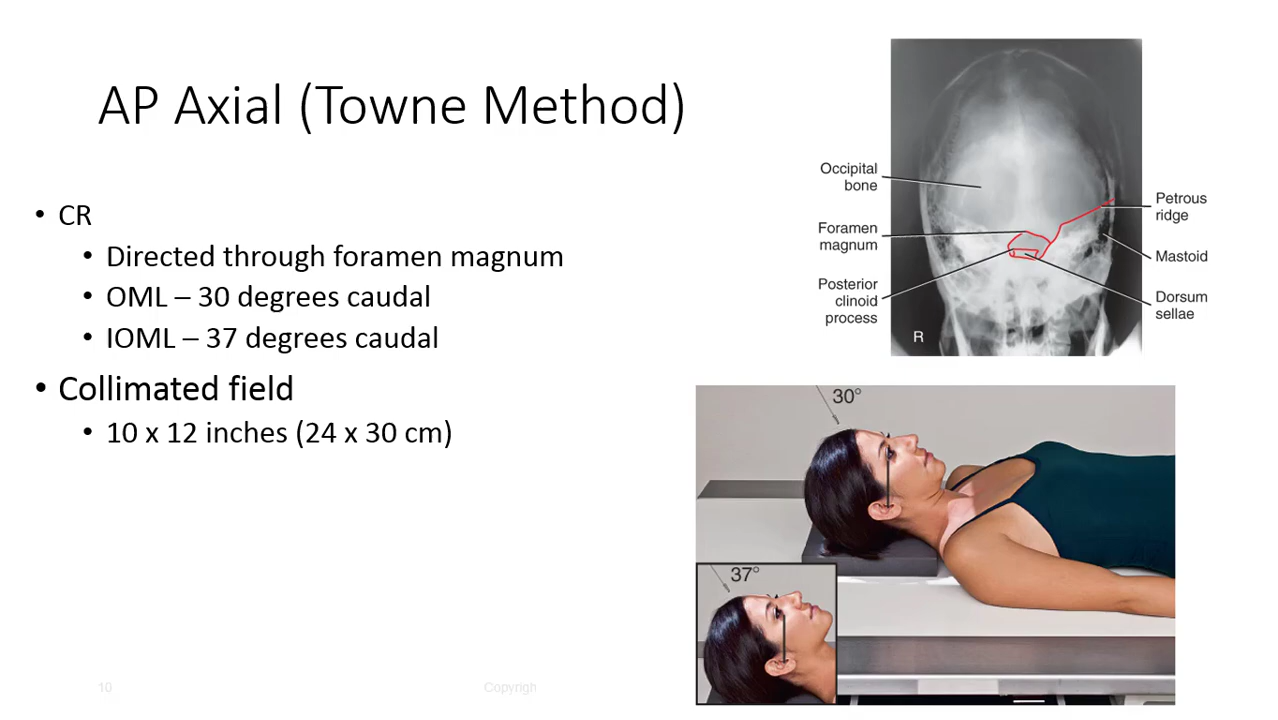 AP Axial (Towne Method)
• CR
• Directed through foramen magnum
• OML – 30 degrees caudal
• IOML – 37 degrees caudal
• Collimated field
• 10 x 12 inches (24 x 30 cm)
Occipital
bone
Foramen
magnum
Posterior
clinoid
process
Petrous
ridge
Mastoid
Dorsum
sellae
R
30°
37°
10
Copyrigh